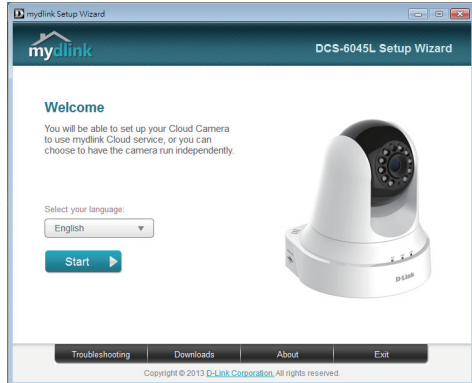 mydlink Setup Wizard
mydlink
DCS-6045L Setup Wizard
Welcome
You will be able to set up your Cloud Camera
to use mydlink Cloud service, or you can
choose to have the camera run independently.
Select your language:
English
Start
D-Link
Troubleshooting Downloads About Exit
Copyright © 2013 D-Link Corporation. All rights reserved.